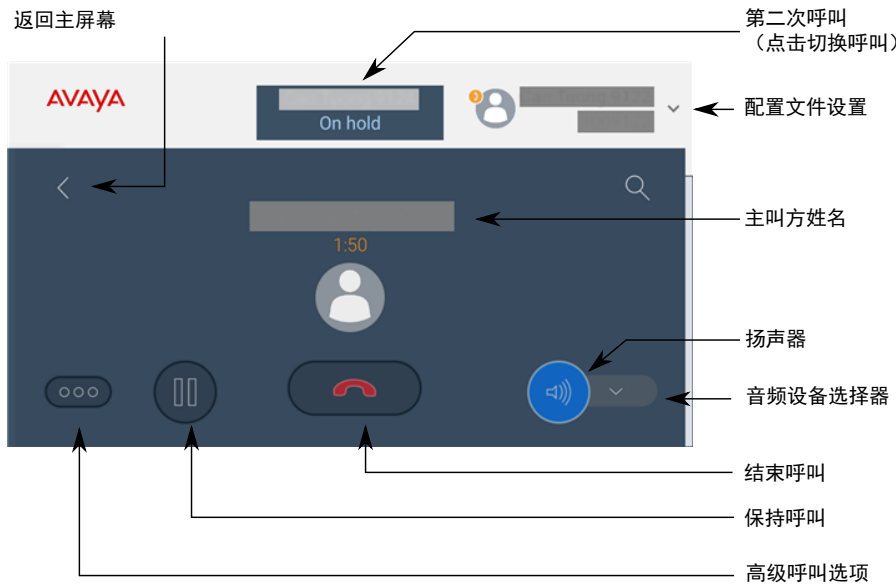 返回主屏幕
第二次呼叫
（点击切换呼叫）
AVAYA
On hold
3
配置文件设置
主叫方姓名
1:50
扬声器
音频设备选择器
结束呼叫
保持呼叫
高级呼叫选项